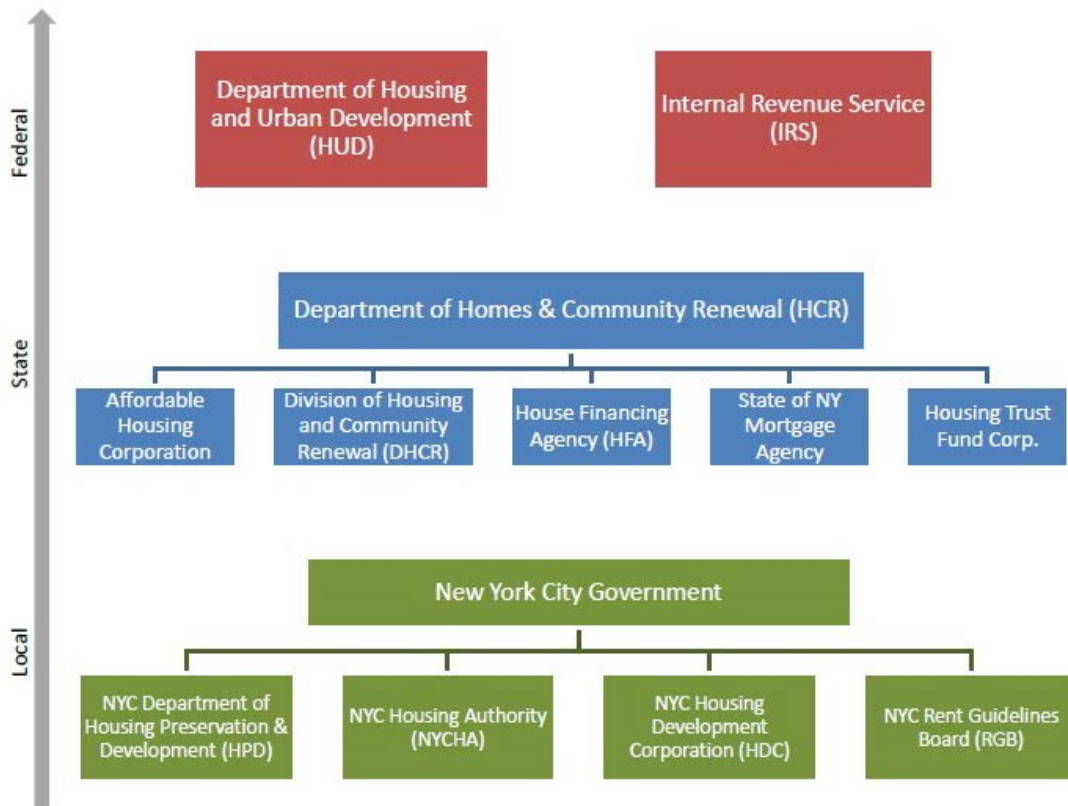 Federal
Department of Housing
and Urban Development
(HUD)
Internal Revenue Service
(IRS)
State
Department of Homes & Community Renewal (HCR)
Affordable
Housing
Corporation
Division of Housing
and Community
Renewal (DHCR)
House Financing
Agency (HFA)
State of NY
Mortgage
Agency
Housing Trust
Fund Corp.
Local
New York City Government
NYC Department of
Housing Preservation &
Development (HPD)
NYC Housing Authority
(NYCHA)
NYC Housing
Development
Corporation (HDC)
NYC Rent Guidelines
Board (RGB)